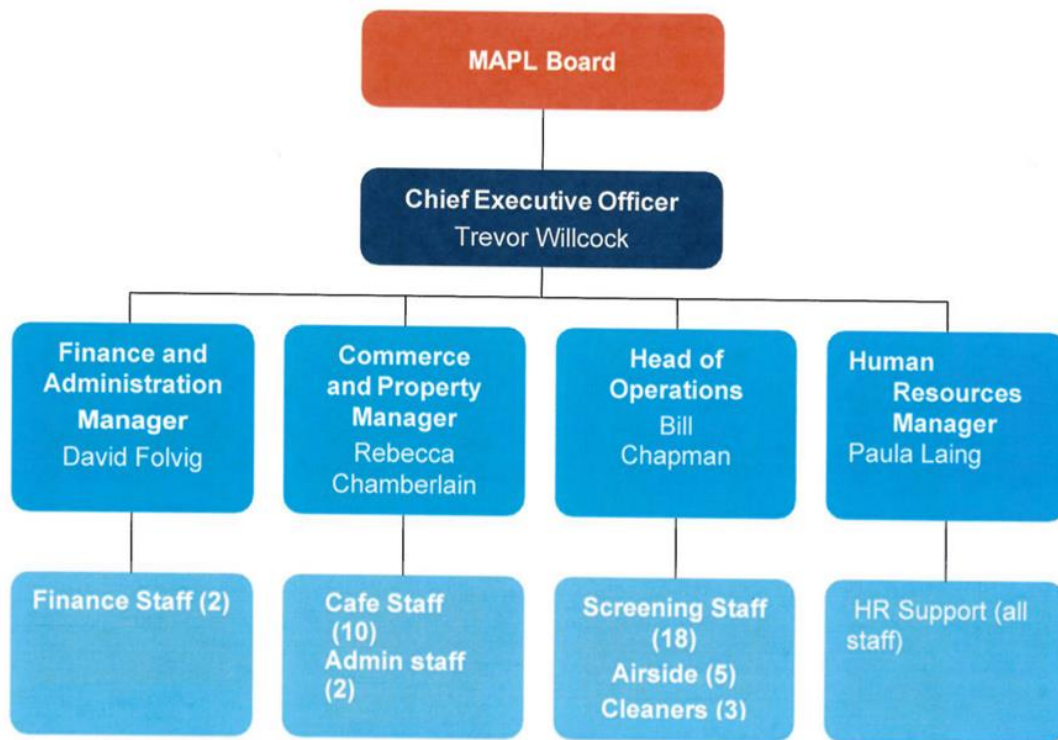 MAPL Board
Chief Executive Officer
Trevor Willcock
Finance and
Administration
Manager
David Folvig
Commerce
and Property
Manager
Rebecca
Chamberlain
Head of
Operations
Bill
Chapman
Human
Resources
Manager
Paula Laing
Finance Staff (2)
Cafe Staff
(10)
Admin staff
(2)
Screening Staff
(18)
Airside (5)
Cleaners (3)
HR Support (all
staff)